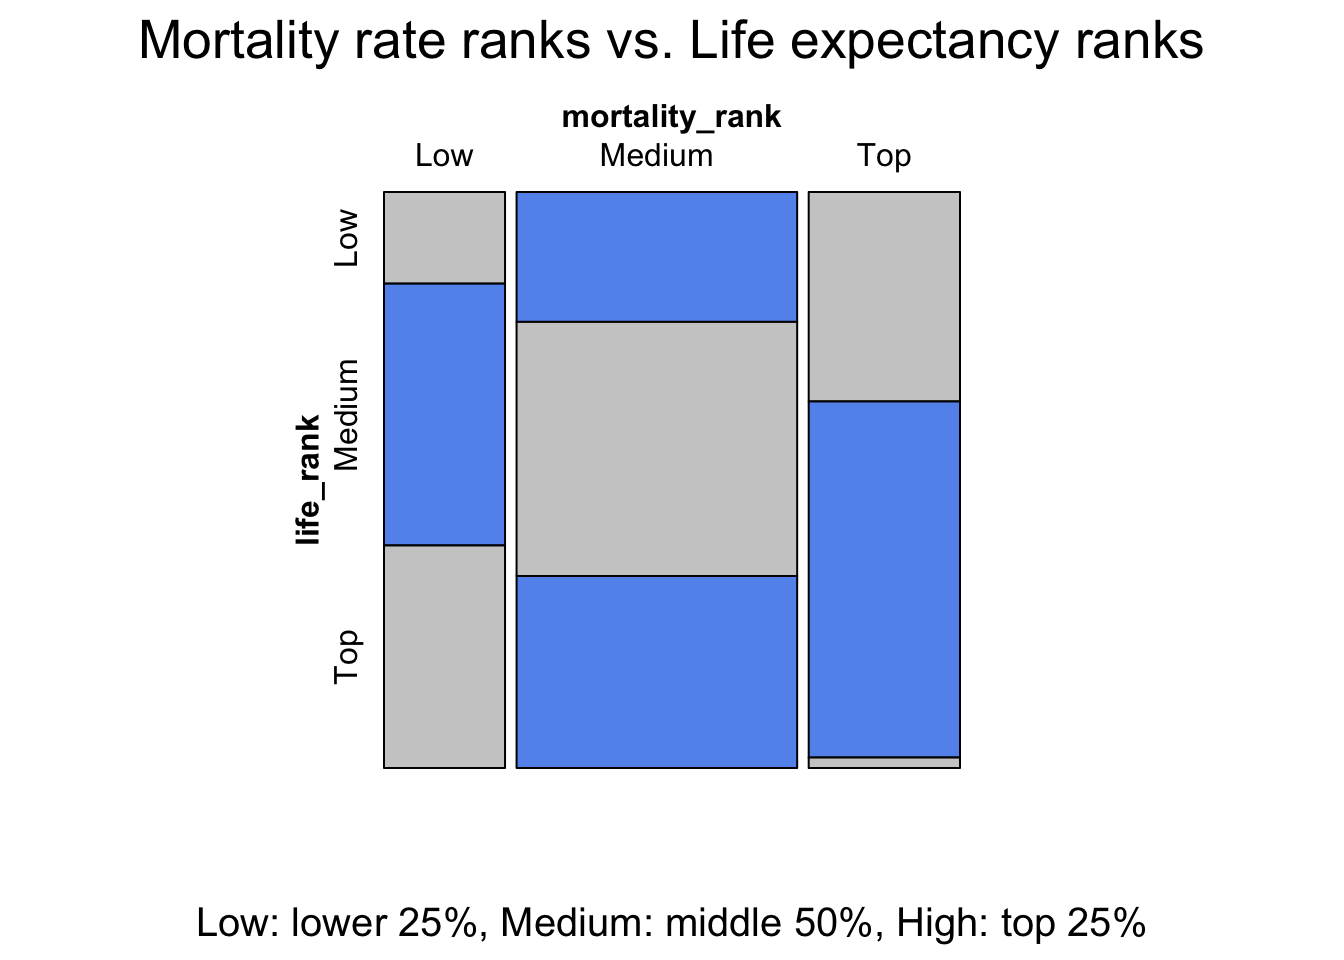 Mortality rate ranks vs. Life expectancy ranks
mortality_rank
Low Medium Top
life_rank
Low
Medium
Top
Low: lower 25%, Medium: middle 50%, High: top 25%